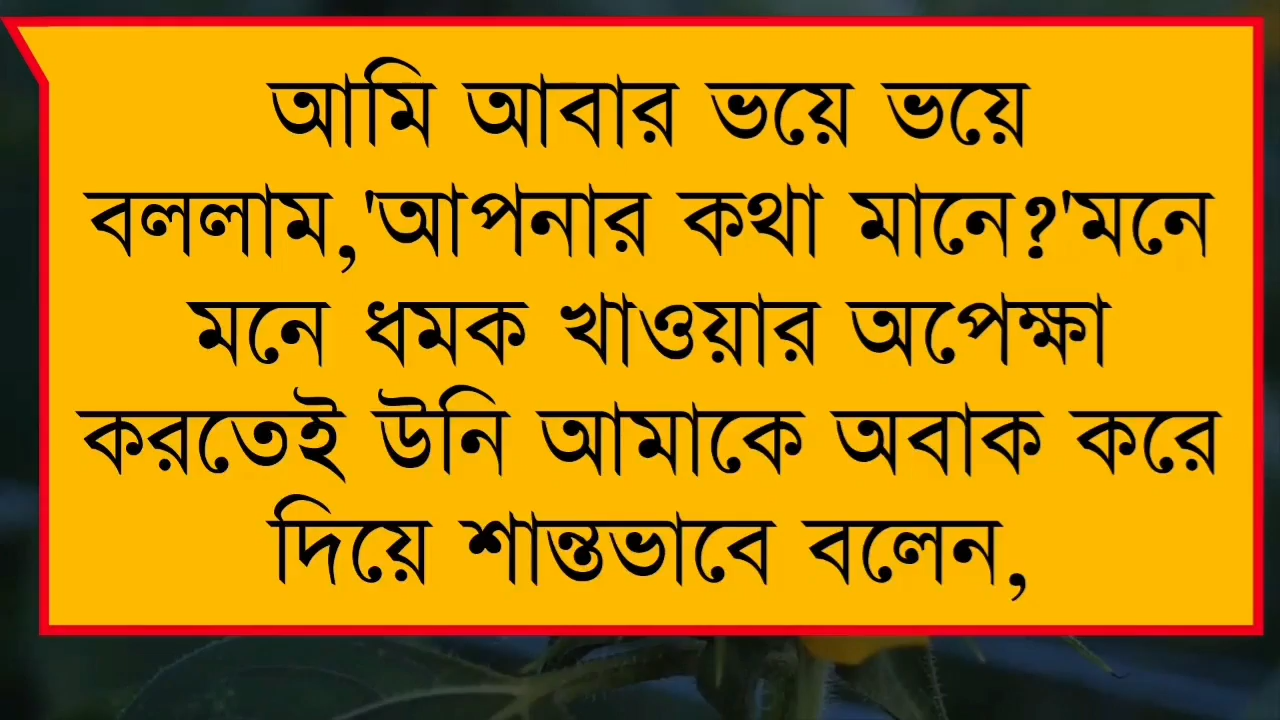 আমি আবার ভয়ে ভয়ে
বললাম,'আপনার কথা মানে?'মনে
মনে ধমক খাওয়ার অপেক্ষা
করতেই উনি আমাকে অবাক করে
দিয়ে শান্তভাবে বলেন,